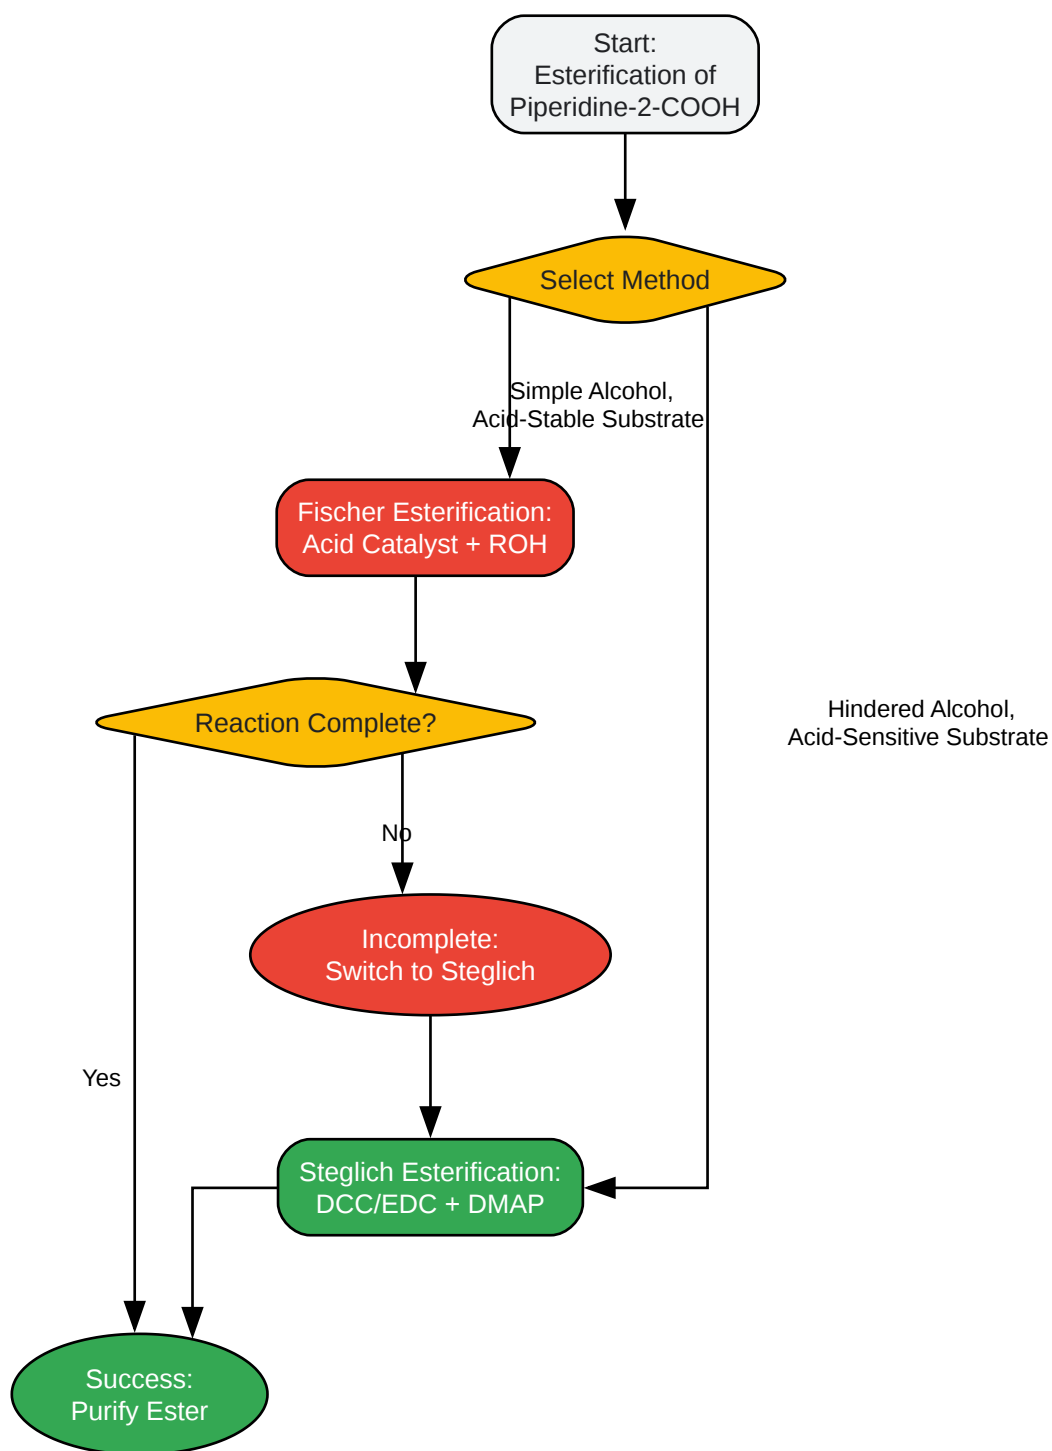 Start:
Esterification of
Piperidine-2-COOH
Select Method
Simple Alcohol,
Acid-Stable Substrate
Fischer Esterification:
Acid Catalyst + ROH
Hindered Alcohol,
Acid-Sensitive Substrate
Reaction Complete?
No
Incomplete:
Switch to Steglich
Yes
Steglich Esterification:
DCC/EDC + DMAP
Success:
Purify Ester